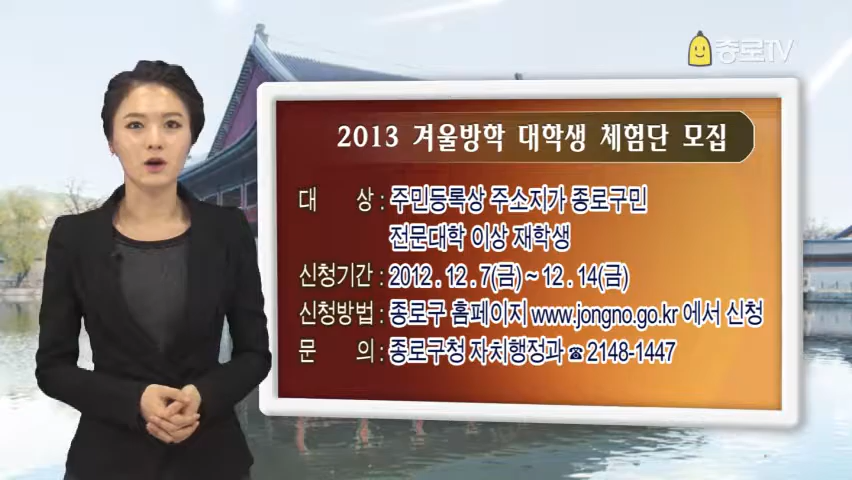 종로TV
2013 겨울방학 대학생 체험단 모집
대 상 : 주민등록상 주소지가 종로구민
전문대학 이상 재학생
신청기간 : 2012 . 12 . 7(금) ~ 12 . 14(금)
신청방법 : 종로구 홈페이지 www.jongno.go.kr 에서 신청
문 의 : 종로구청 자치행정과 ☎ 2148-1447